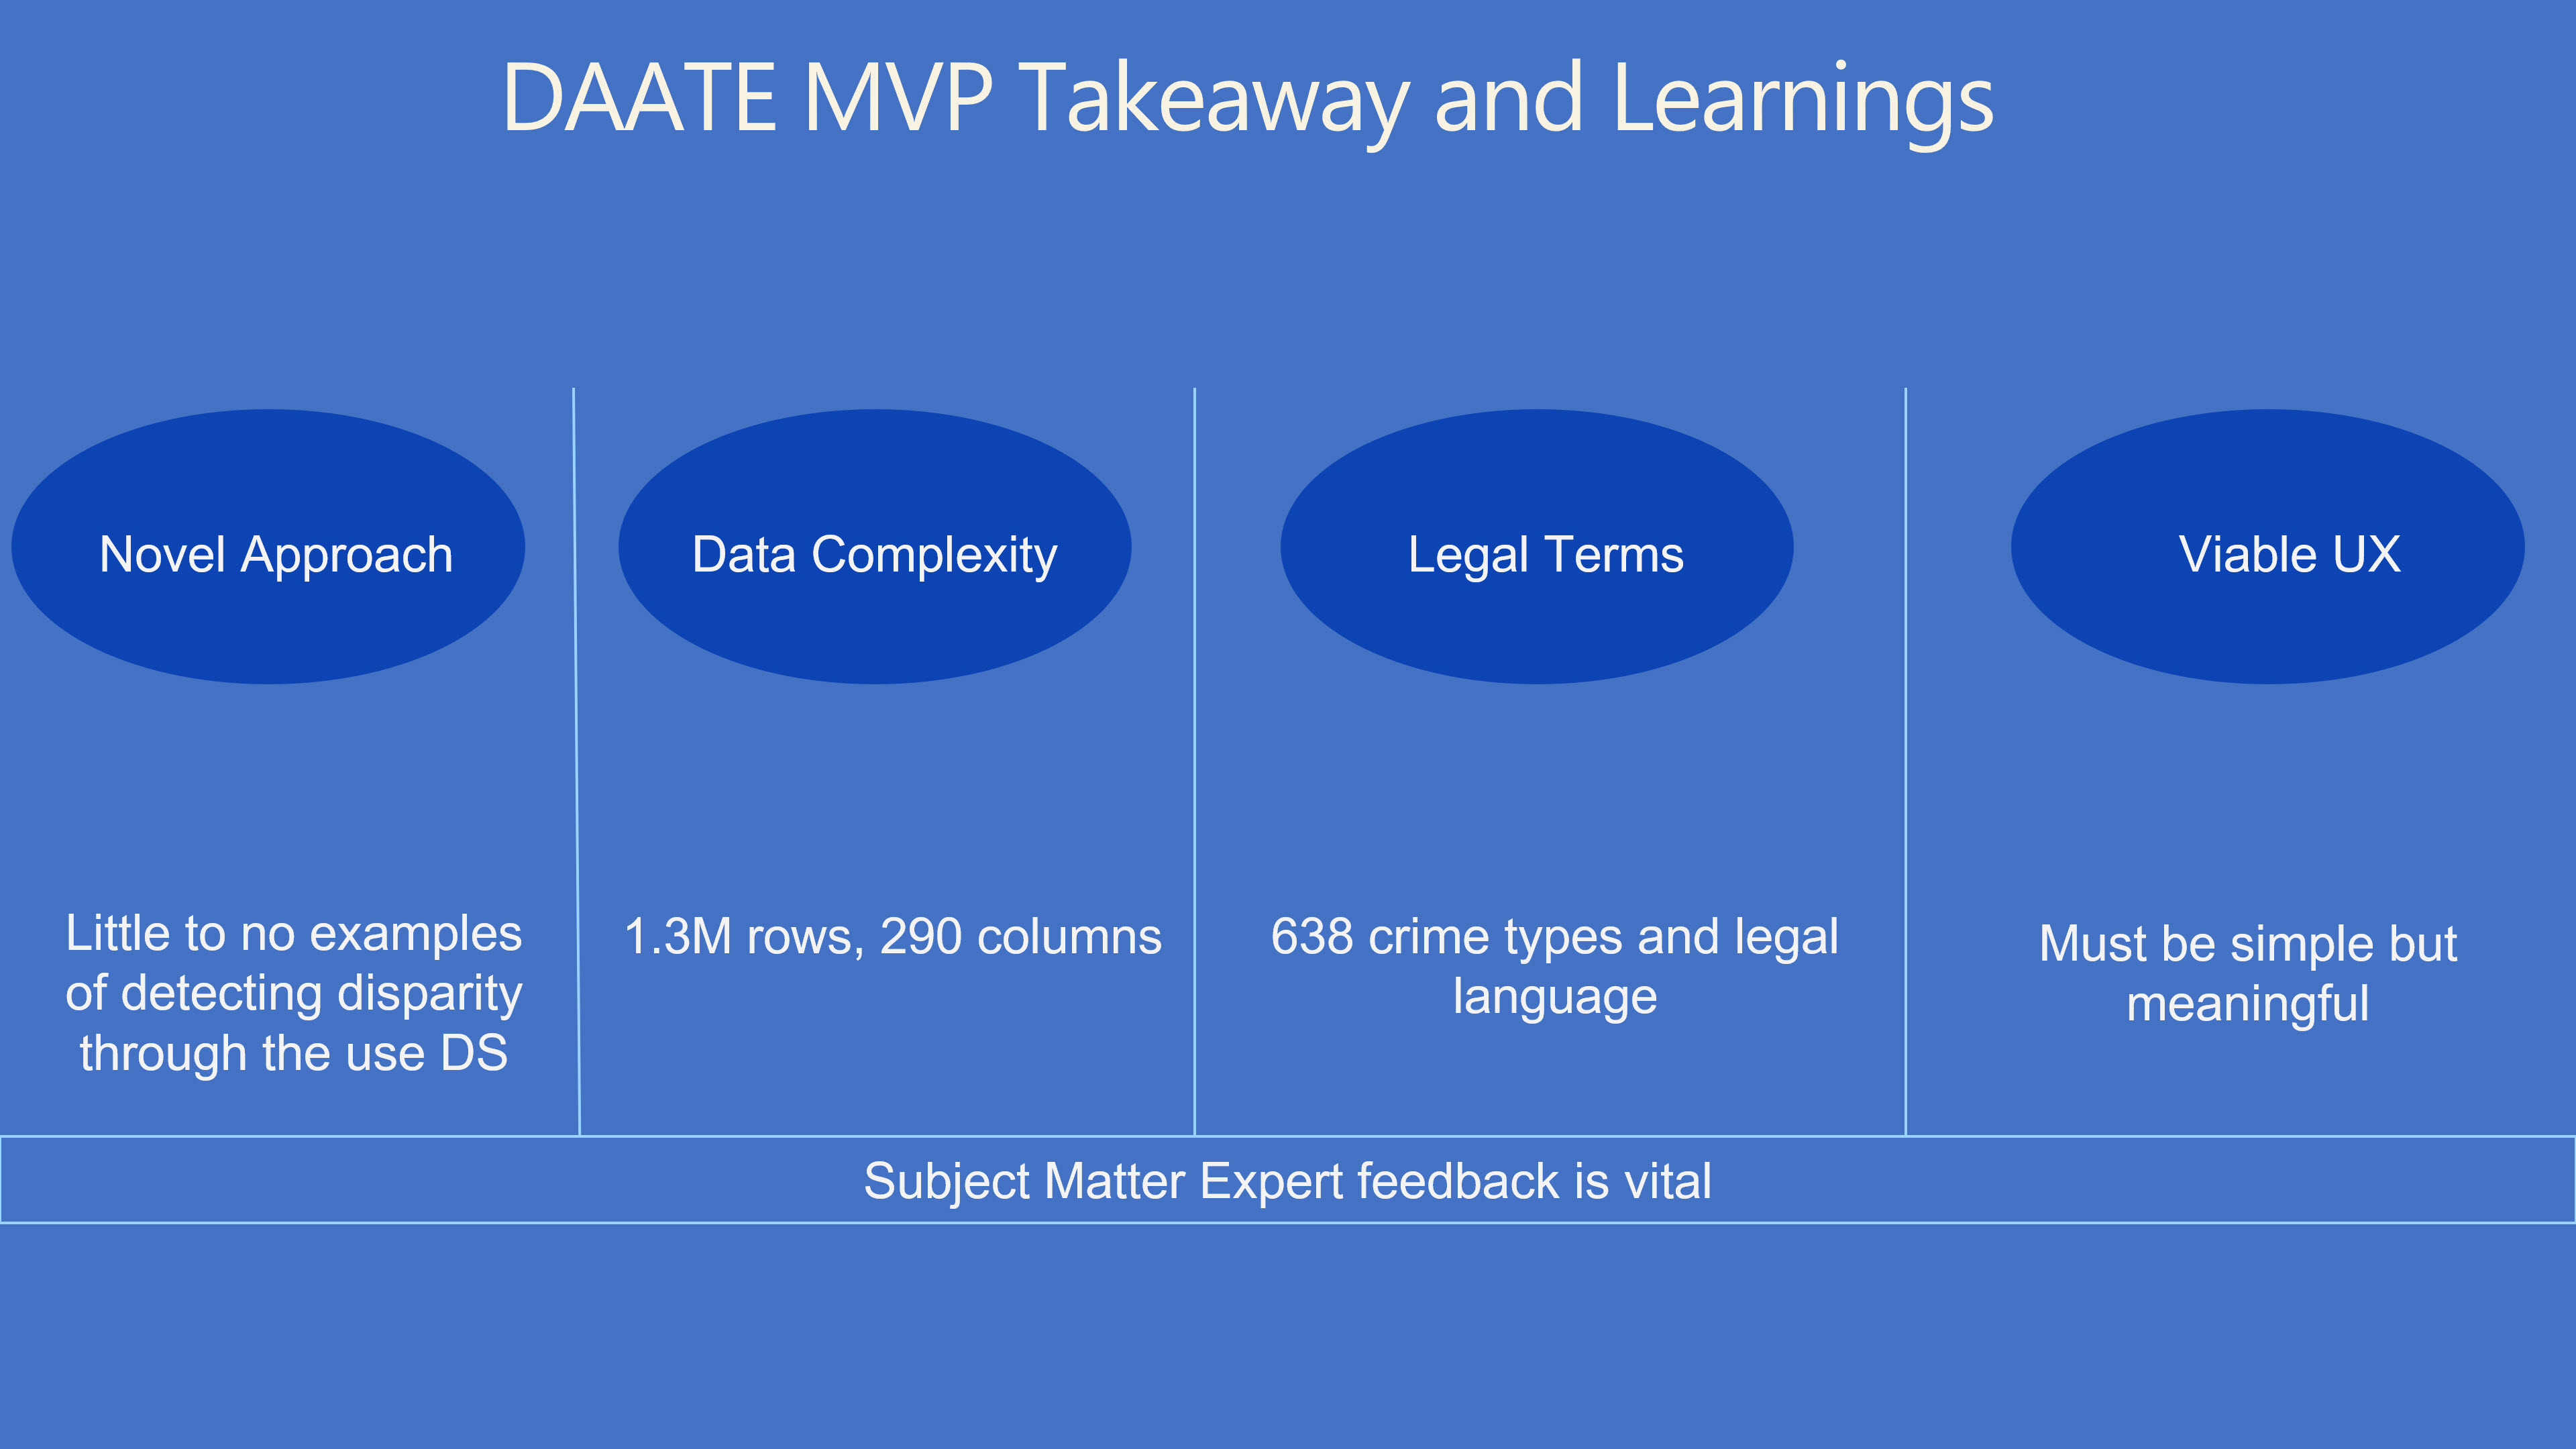 DAATE MVP Takeaway and Learnings
Novel Approach
Data Complexity
Legal Terms
Viable UX
Little to no examples
of detecting disparity
through the use DS
1.3M rows, 290 columns
638 crime types and legal
language
Must be simple but
meaningful
Subject Matter Expert feedback is vital